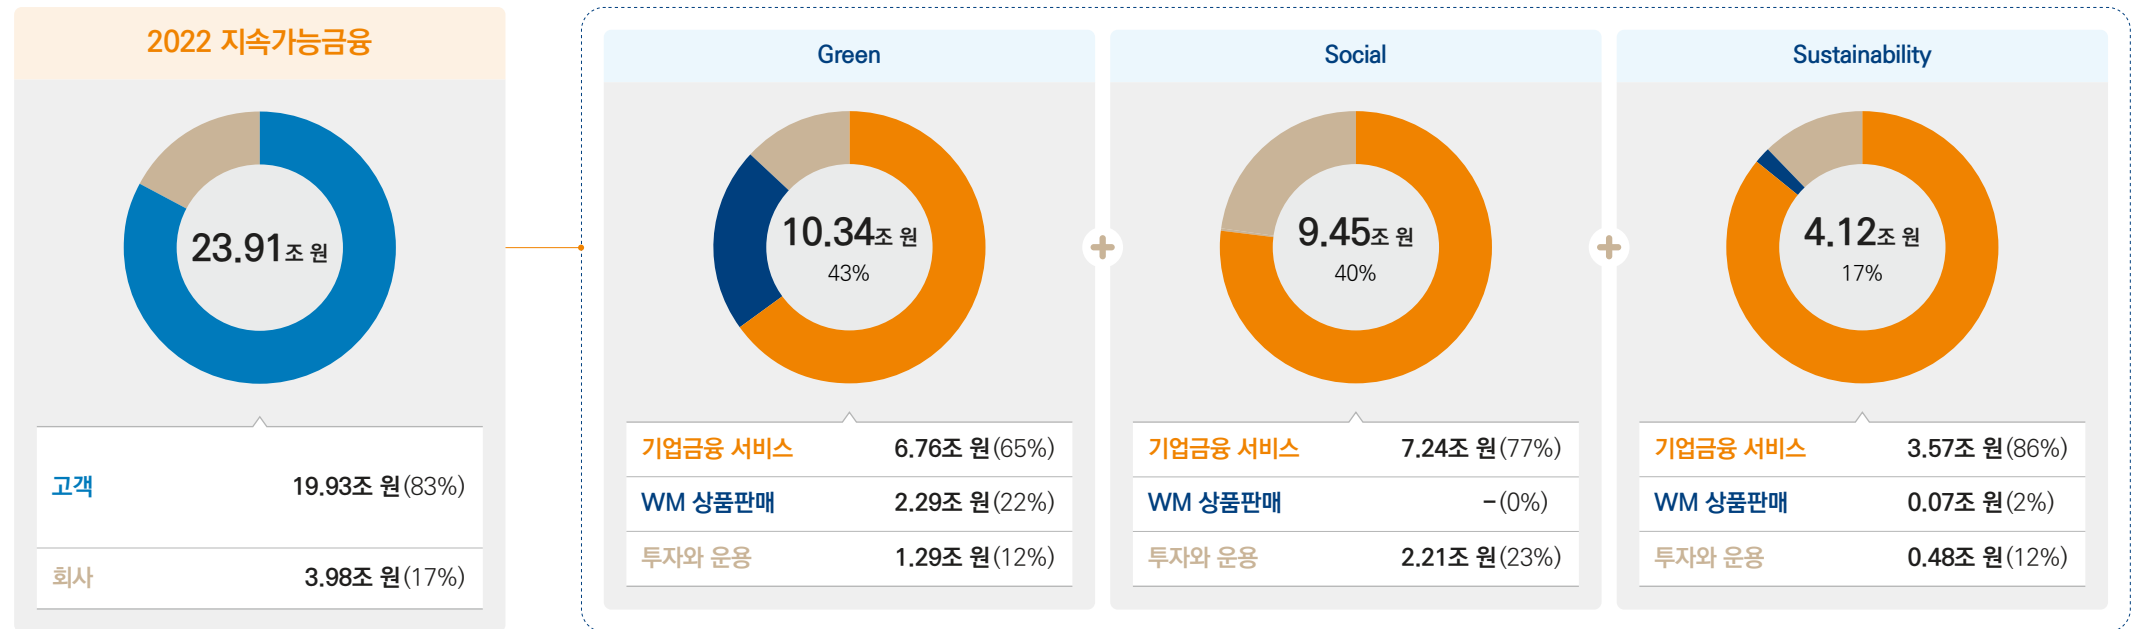 2022 지속가능금융
23.91조 원
고객 19.93조 원(83%)
회사 3.98조 원(17%)
Green
10.34조 원
43%
기업금융 서비스 6.76조 원(65%)
WM 상품판매 2.29조 원(22%)
투자와 운용 1.29조 원(12%)
Social
9.45조 원
40%
기업금융 서비스 7.24조 원(77%)
WM 상품판매 –(0%)
투자와 운용 2.21조 원(23%)
Sustainability
4.12조 원
17%
기업금융 서비스 3.57조 원(86%)
WM 상품판매 0.07조 원(2%)
투자와 운용 0.48조 원(12%)